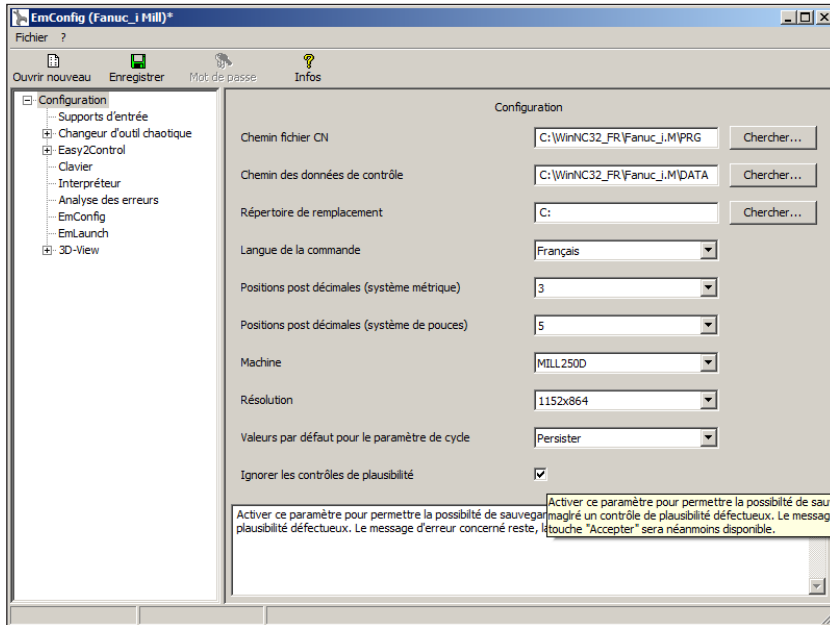 EmConfig (Fanuc_i Mill)*
Fichier ?
Ouvrir nouveau Enregistrer Mot de passe Infos
Configuration
Supports d'entrée
Changeur d'outil chaotique
Easy2Control
Clavier
Interpréteur
Analyse des erreurs
EmConfig
EmLaunch
3D-View
Configuration
Chemin fichier CN C:\WinNC32_FR\Fanuc_i.M\PRG Chercher...
Chemin des données de contrôle C:\WinNC32_FR\Fanuc_i.M\DATA Chercher...
Répertoire de remplacement C: Chercher...
Langue de la commande Français
Positions post décimales (système métrique) 3
Positions post décimales (système de pouces) 5
Machine MILL250D
Résolution 1152x864
Valeurs par défaut pour le paramètre de cycle Persister
Ignorer les contrôles de plausibilité
Activer ce paramètre pour permettre la possibilté de sauvegar
plausibilité défectueux. Le message d'erreur concerné reste, la
Activer ce paramètre pour permettre la possibilté de sau
maglré un contrôle de plausibilité défectueux. Le messag
touche "Accepter" sera néanmoins disponible.